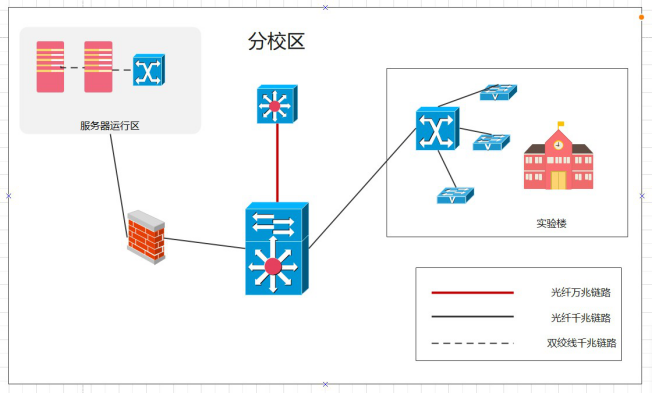 分校区
服务器运行区
实验楼
光纤万兆链路
光纤千兆链路
双绞线千兆链路